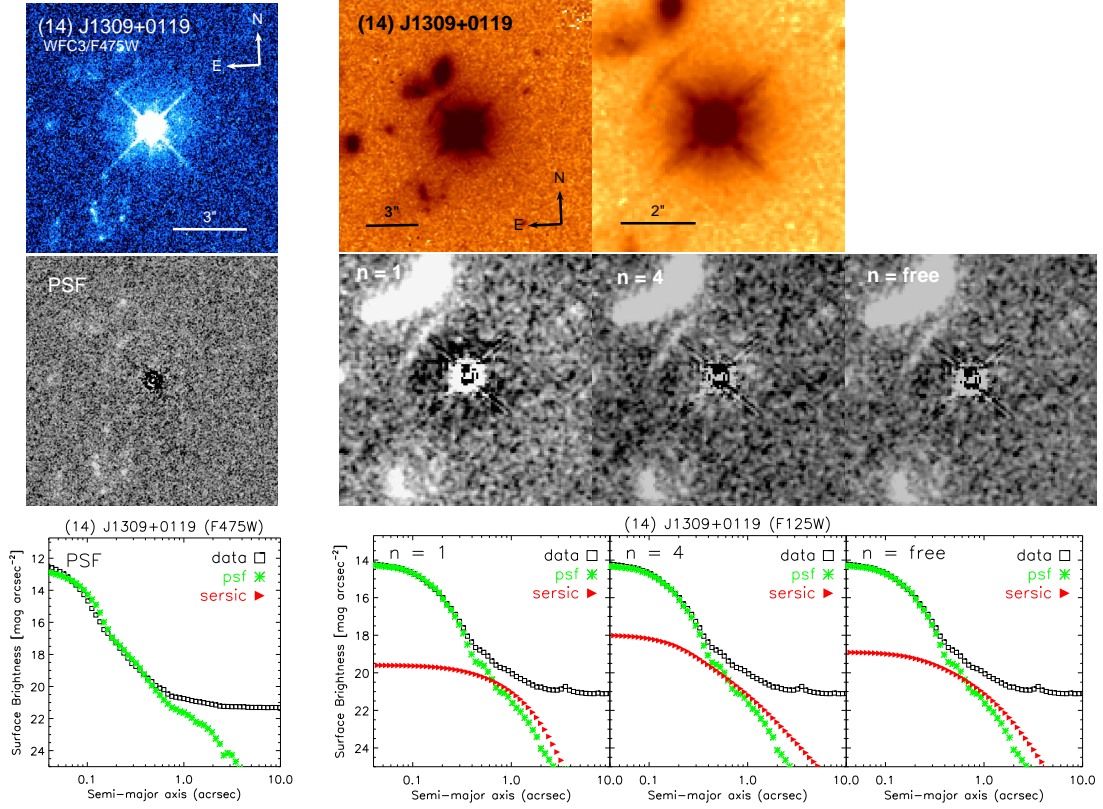 (14) J1309+0119
WFC3/F475W
N
E
3"
(14) J1309+0119
N
E
3"
2"
PSF
n = 1
n = 4
n = free
(14) J1309+0119 (F475W)
PSF
data
psf
sersic
Surface Brightness [mag arcsec-2]
12
14
16
18
20
22
24
0.1
1.0
10.0
Semi-major axis (acrsec)
(14) J1309+0119 (F125W)
n = 1
data
psf
sersic
n = 4
data
psf
sersic
n = free
data
psf
sersic
Surface Brightness [mag arcsec-2]
14
16
18
20
22
24
0.1
1.0
10.0
0.1
1.0
10.0
0.1
1.0
10.0
Semi-major axis (acrsec)
Semi-major axis (acrsec)
Semi-major axis (acrsec)